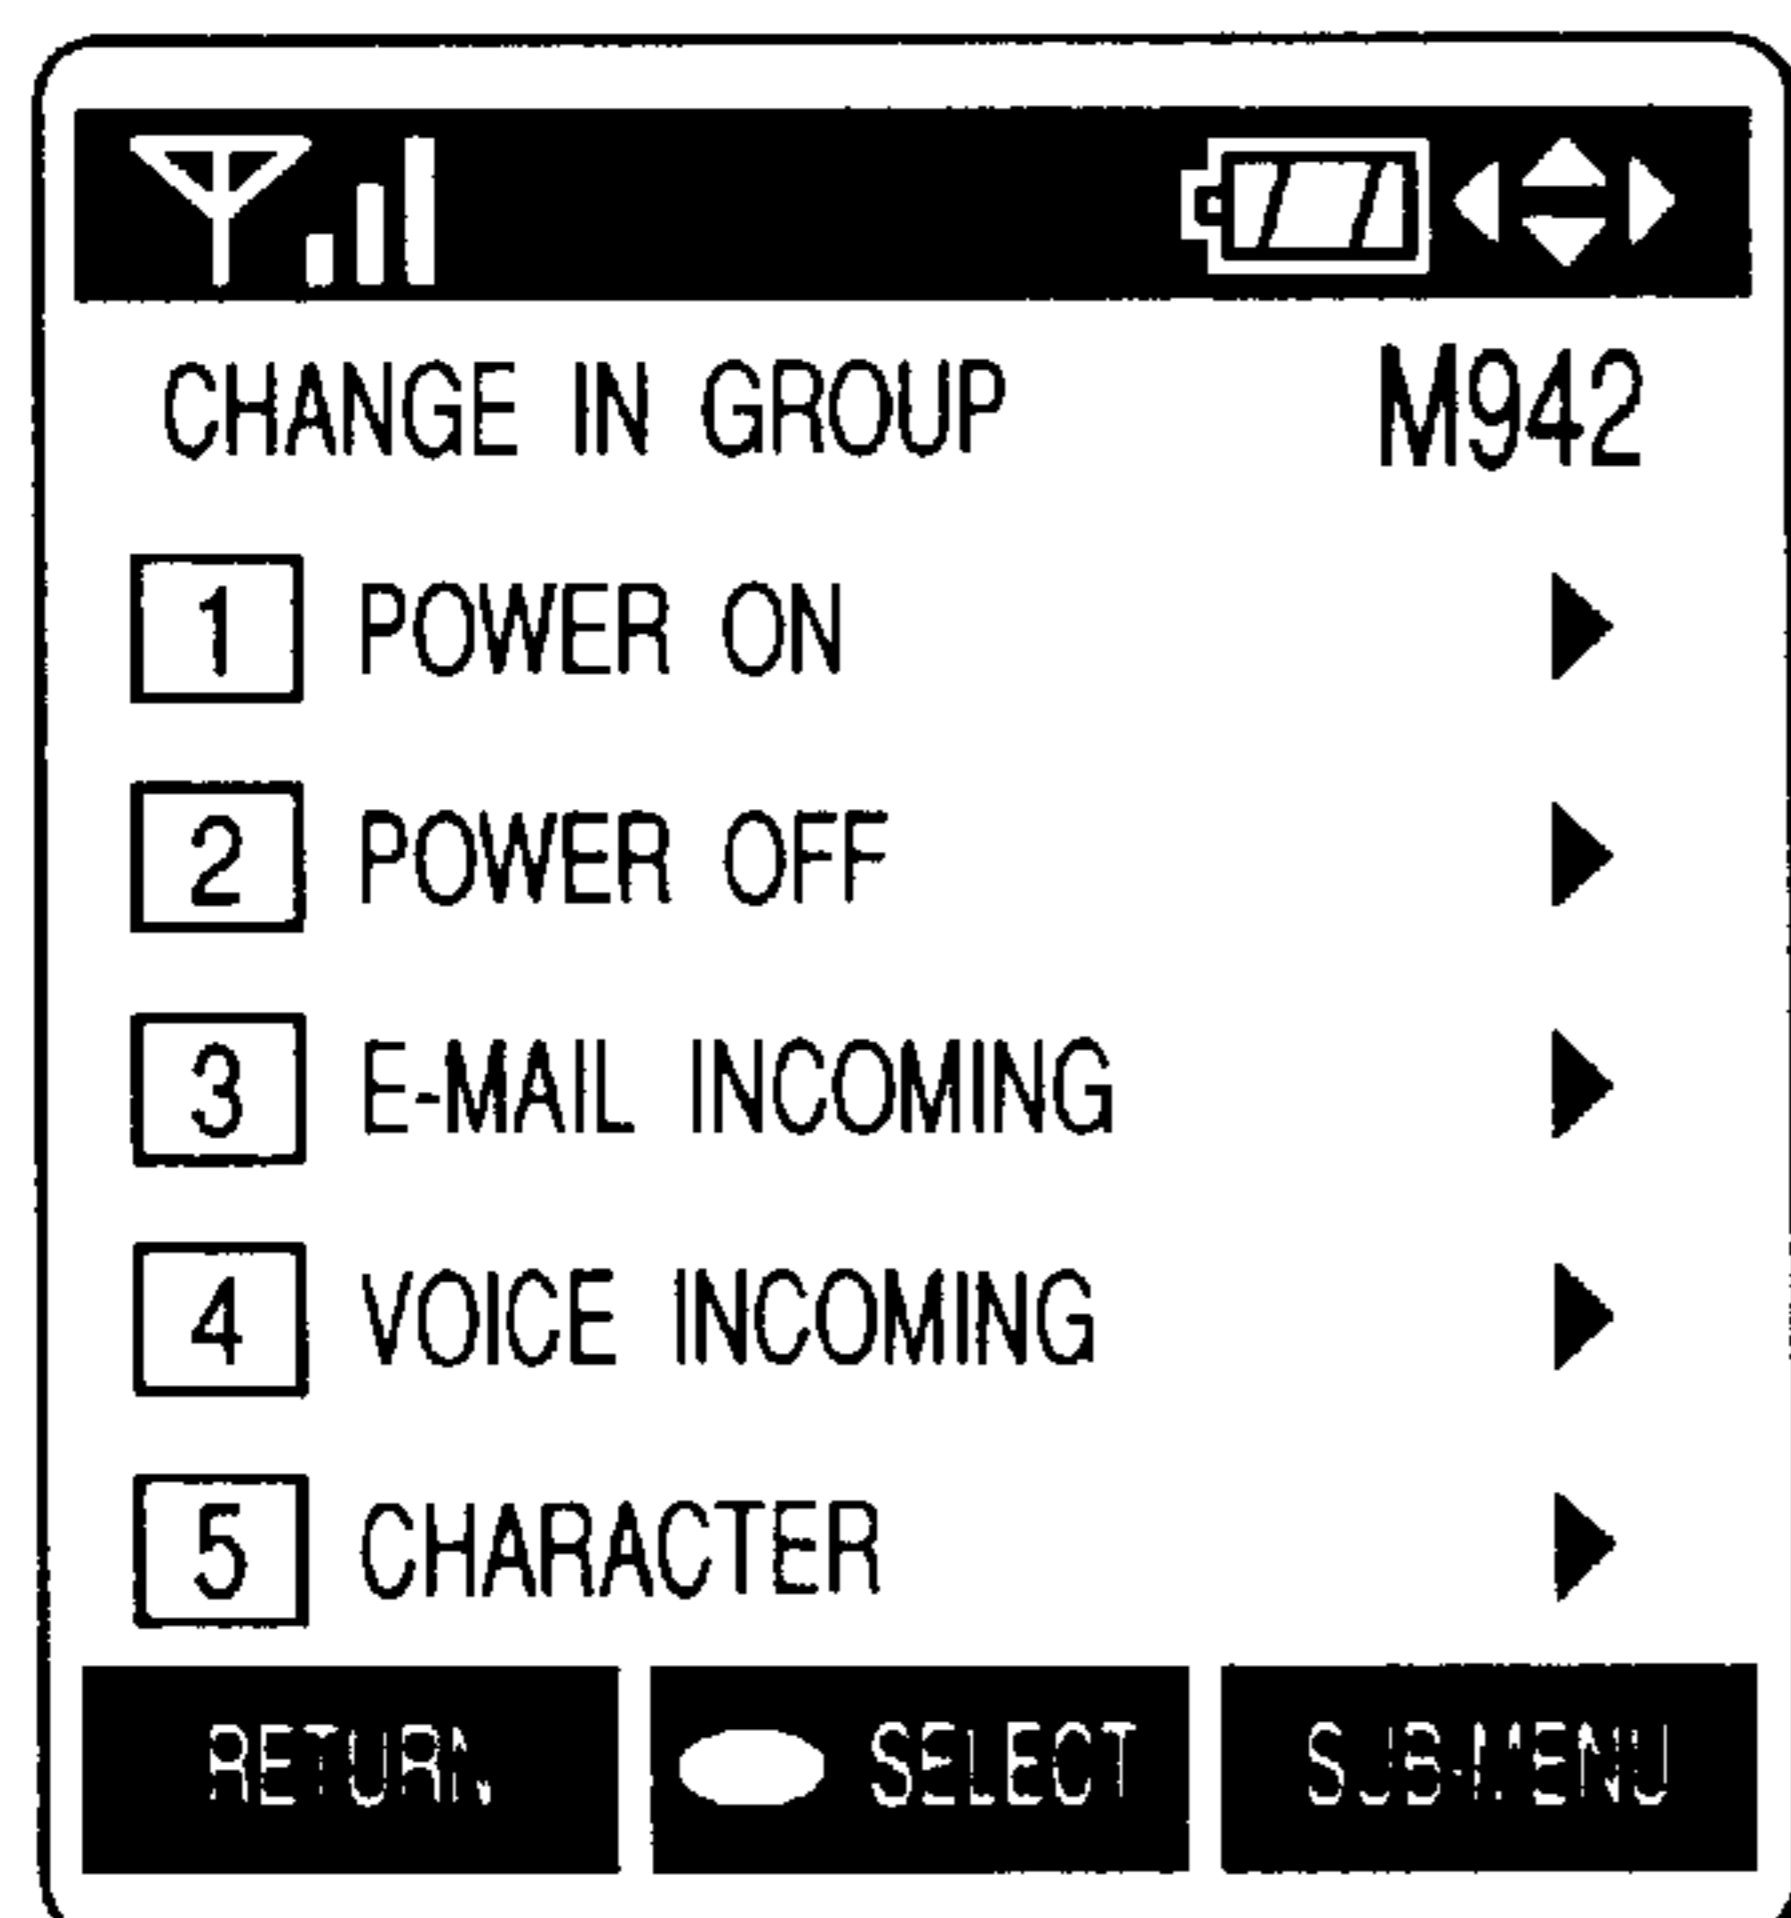 CHANGE IN GROUP M942
1 POWER ON
2 POWER OFF
3 E-MAIL INCOMING
4 VOICE INCOMING
5 CHARACTER
RETURN SELECT SUB-MENU